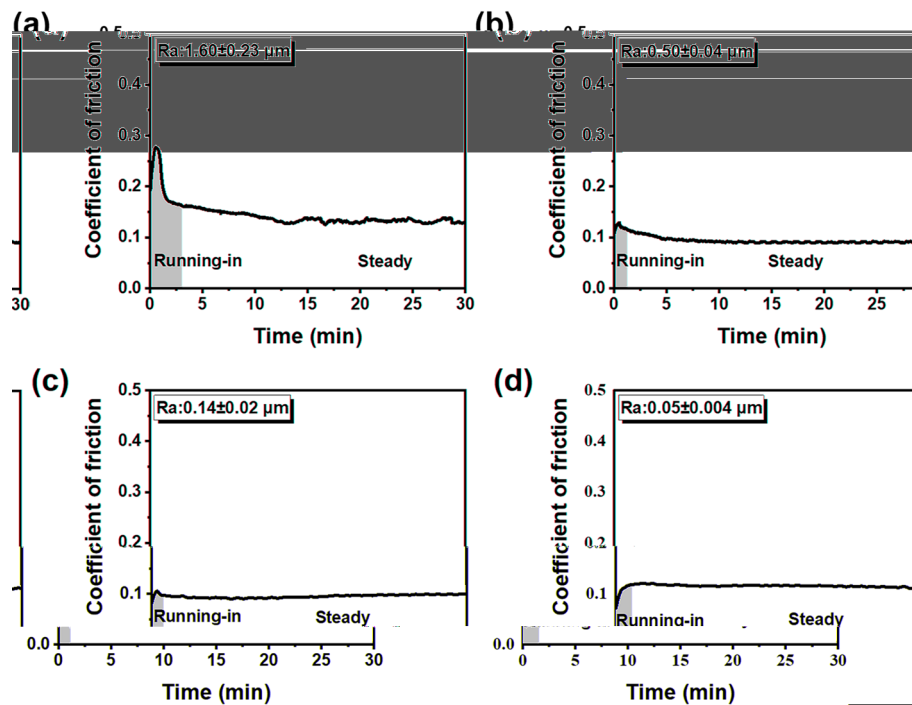 (a)
(b)
0.5
Ra:1.60±0.23 μm
Ra:0.50±0.04 μm
0.4
0.4
0.3
0.3
0.2
0.2
0.1
0.1
0.0
0.0
Coefficient of friction
Coefficient of friction
Running-in
Steady
Running-in
Steady
30
0
5
10
15
20
25
30
0
5
10
15
20
25
Time (min)
Time (min)
(c)
(d)
0.5
0.5
Ra:0.14±0.02 μm
Ra:0.05±0.004 μm
0.4
0.4
0.3
0.3
0.2
0.2
0.1
0.1
Coefficient of friction
Coefficient of friction
Running-in
Steady
Running-in
Steady
0.0
0.0
0
5
10
15
20
25
30
0
5
10
15
20
25
30
Time (min)
Time (min)